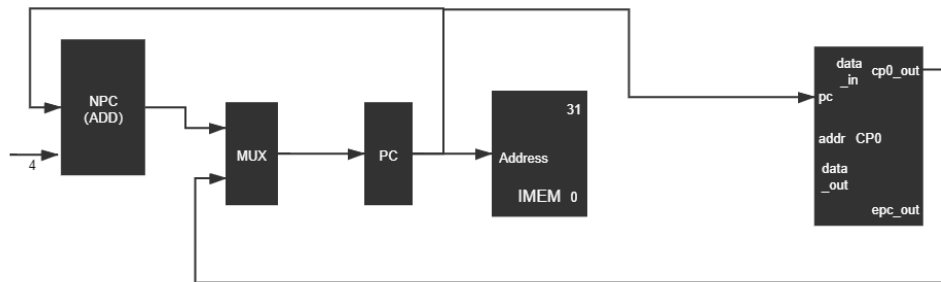 NPC
(ADD)
4
MUX
PC
31
Address
IMEM 0
data
_in
cp0_out
pc
addr CP0
data
_out
epc_out